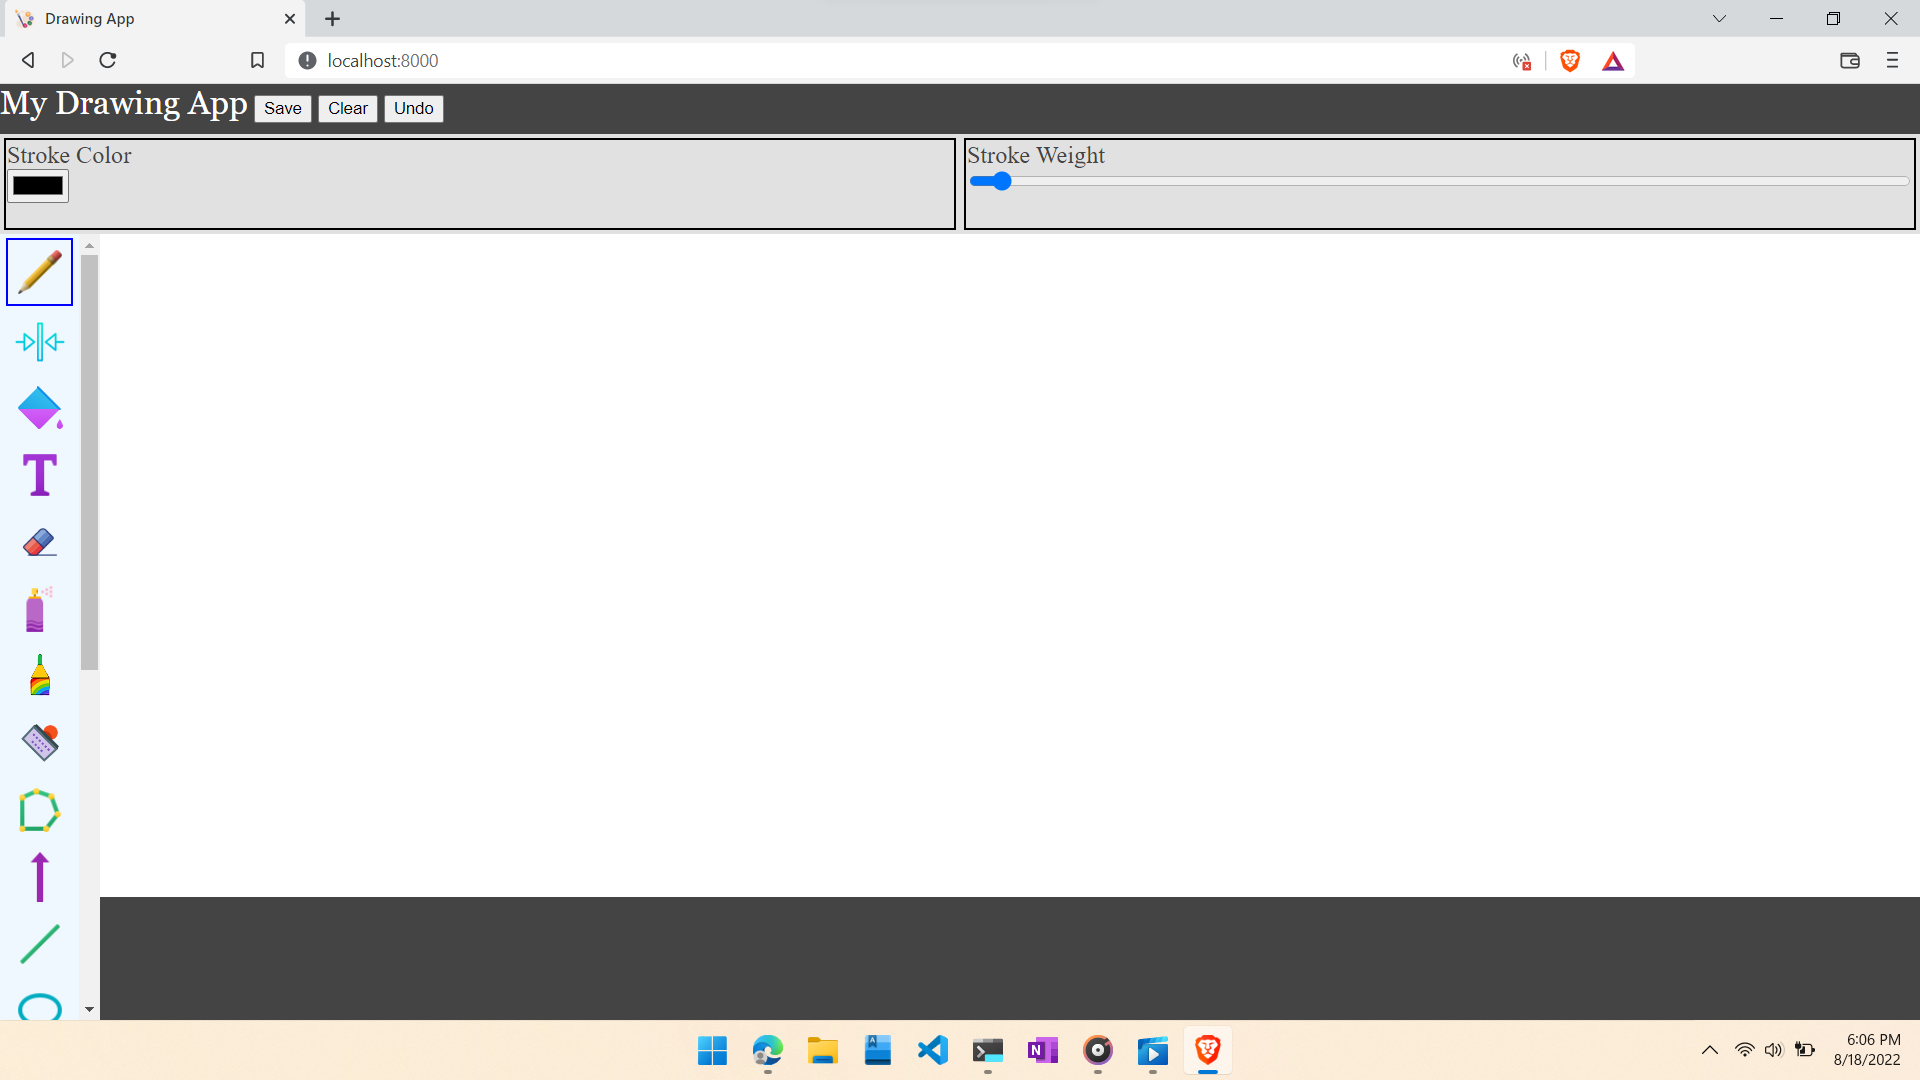 Drawing App
localhost:8000
My Drawing App Save Clear Undo
Stroke Color
Stroke Weight
T
A
N
6:06 PM
8/18/2022